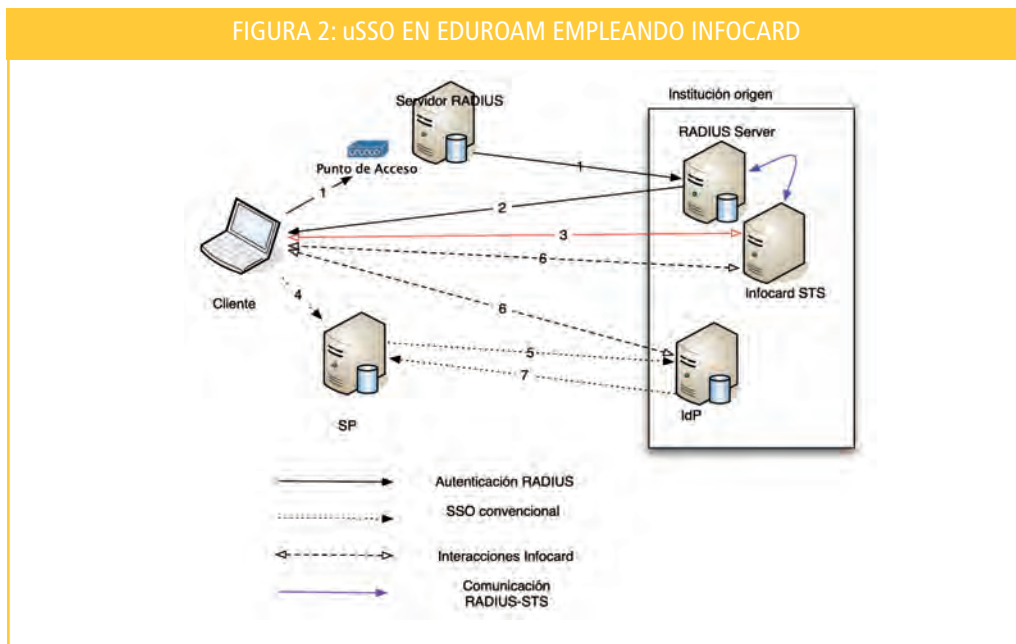 FIGURA 2: uSSO EN EDUROAM EMPLEANDO INFOCARD
Servidor RADIUS
Institución origen
RADIUS Server
Punto de Acceso
1
1
2
3
6
Cliente
4
Infocard STS
6
5
7
SP
IdP
Autenticación RADIUS
SSO convencional
Interacciones Infocard
Comunicación
RADIUS-STS